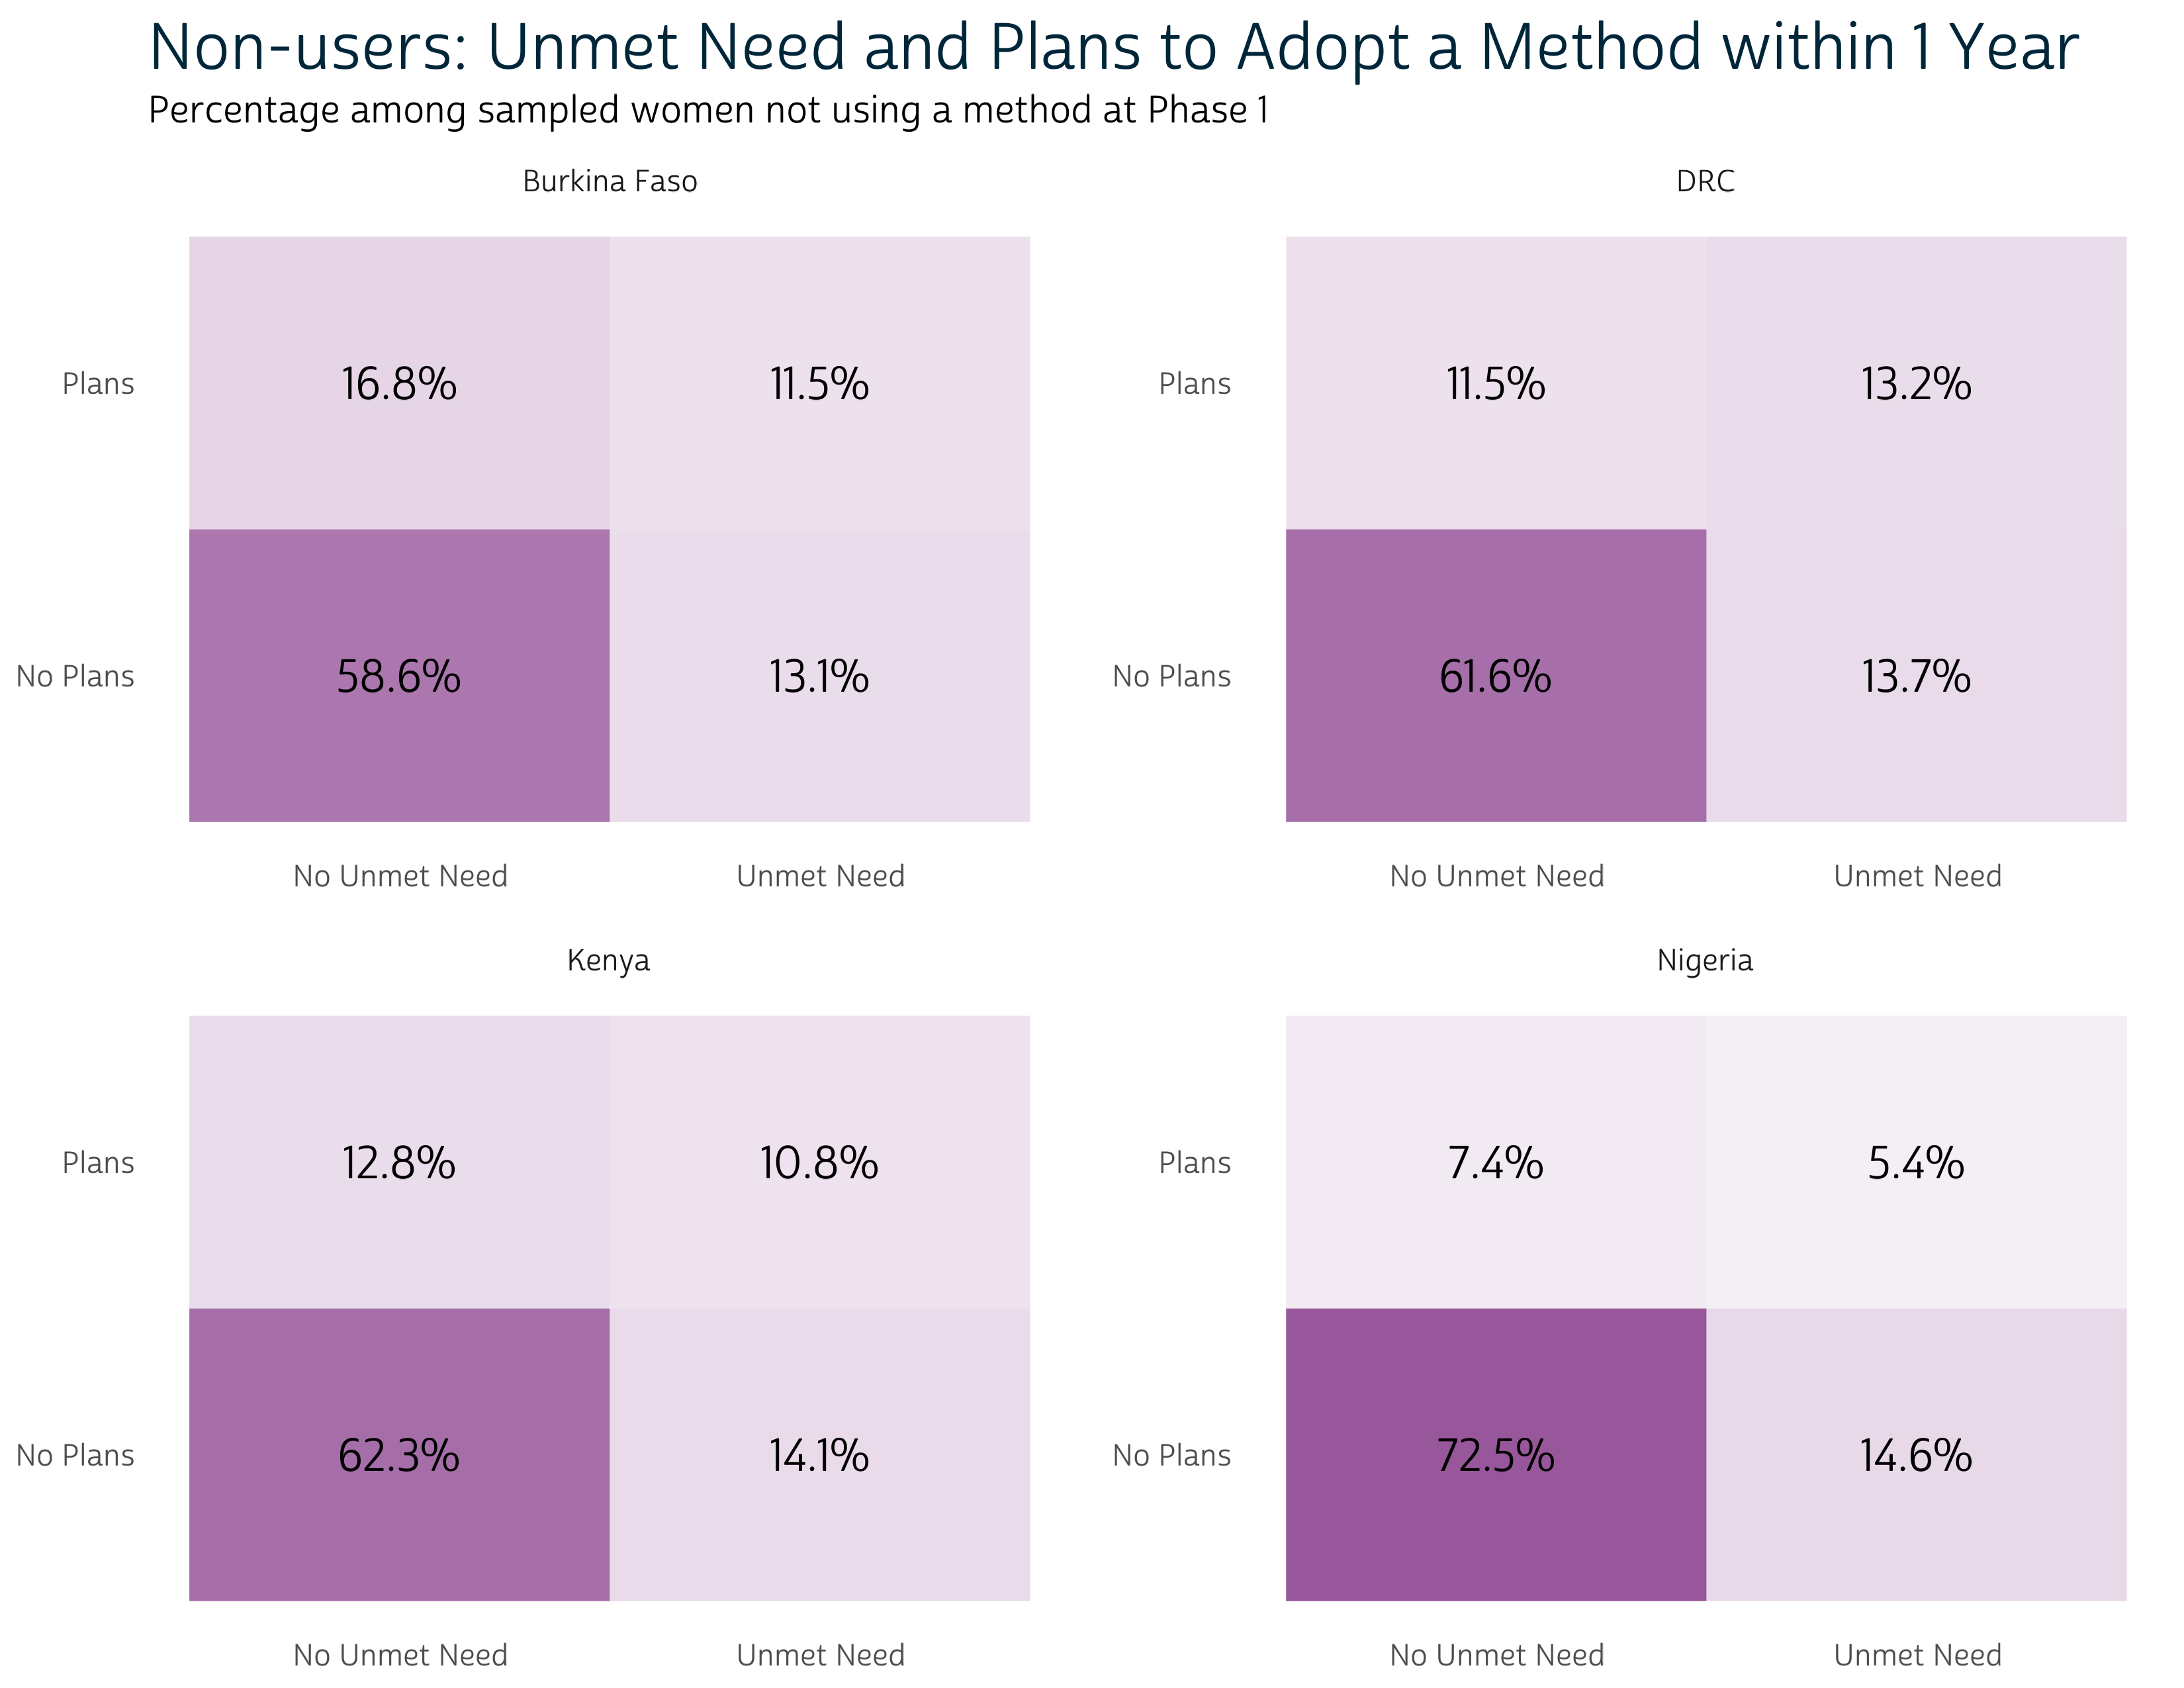 Non-users: Unmet Need and Plans to Adopt a Method within 1 Year
Percentage among sampled women not using a method at Phase 1
Burkina Faso
Plans
16.8%
11.5%
No Plans
58.6%
13.1%
No Unmet Need
Unmet Need
DRC
Plans
11.5%
13.2%
No Plans
61.6%
13.7%
No Unmet Need
Unmet Need
Kenya
Plans
12.8%
10.8%
No Plans
62.3%
14.1%
No Unmet Need
Unmet Need
Nigeria
Plans
7.4%
5.4%
No Plans
72.5%
14.6%
No Unmet Need
Unmet Need